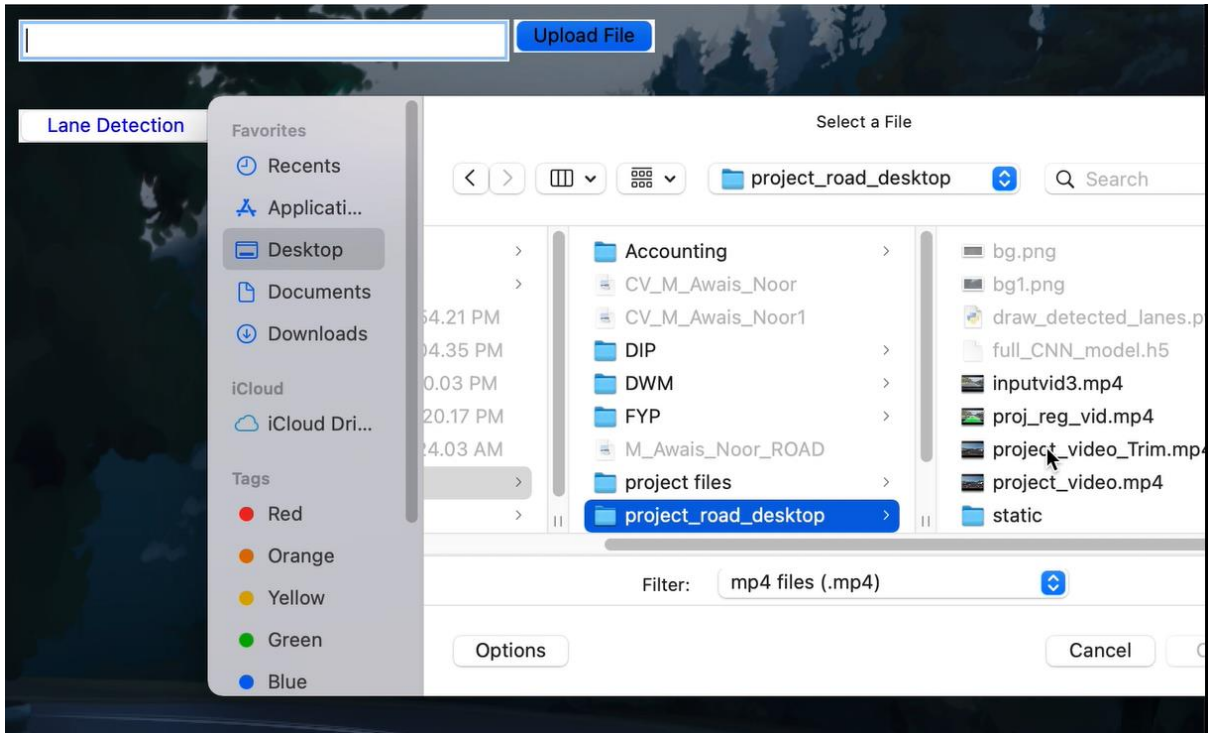 Upload File
Lane Detection
Select a File
Favorites
Recents
Applicati...
Desktop
Documents
Downloads
iCloud
iCloud Dri...
Tags
Red
Orange
Yellow
Green
Blue
project_road_desktop
Search
54.21 PM
04.35 PM
0.03 PM
20.17 PM
24.03 AM
Accounting
CV_M_Awais_Noor
CV_M_Awais_Noor1
DIP
DWM
FYP
M_Awais_Noor_ROAD
project files
project_road_desktop
bg.png
bg1.png
draw_detected_lanes.p
full_CNN_model.h5
inputvid3.mp4
proj_reg_vid.mp4
project_video_Trim.mp4
project_video.mp4
static
Filter: mp4 files (.mp4)
Options
Cancel